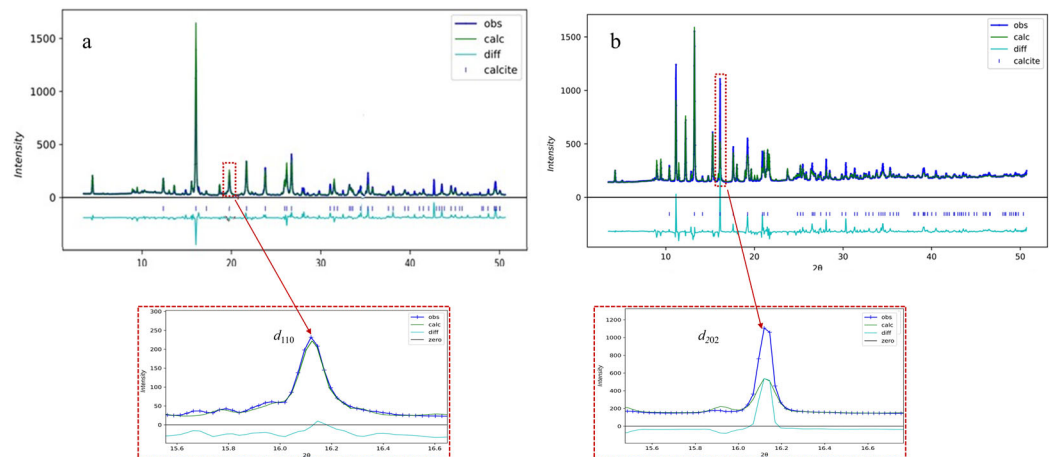 a
obs
calc
diff
calcite
Intensity
1500
1000
500
0
10
20
30
40
50
b
obs
calc
diff
calcite
Intensity
1500
1000
500
0
10
20
30
40
50
2θ
d110
obs
calc
diff
zero
Intensity
300
250
200
150
100
50
0
15.6
15.8
16.0
16.2
16.4
2θ
d202
obs
calc
diff
zero
Intensity
1200
1000
800
600
400
200
0
15.6
15.8
16.0
16.2
16.4
16.6
2θ